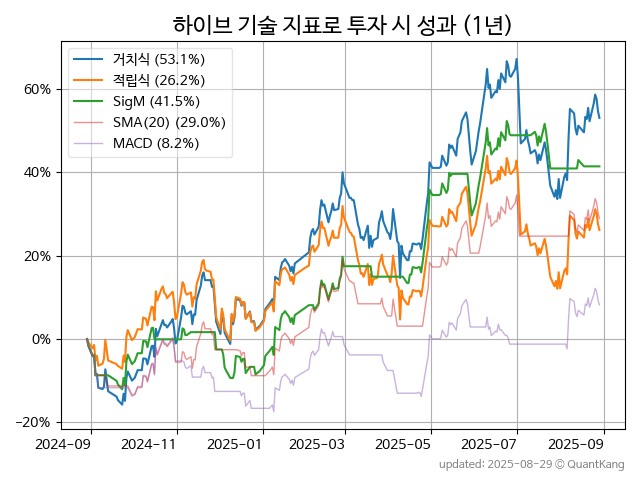 하이브 기술 지표로 투자 시 성과 (1년)
거치식 (53.1%)
적립식 (26.2%)
SigM (41.5%)
SMA(20) (29.0%)
MACD (8.2%)
60%
40%
20%
0%
−20%
2024-09 2024-11 2025-01 2025-03 2025-05 2025-07 2025-09
updated: 2025-08-29 © QuantKang